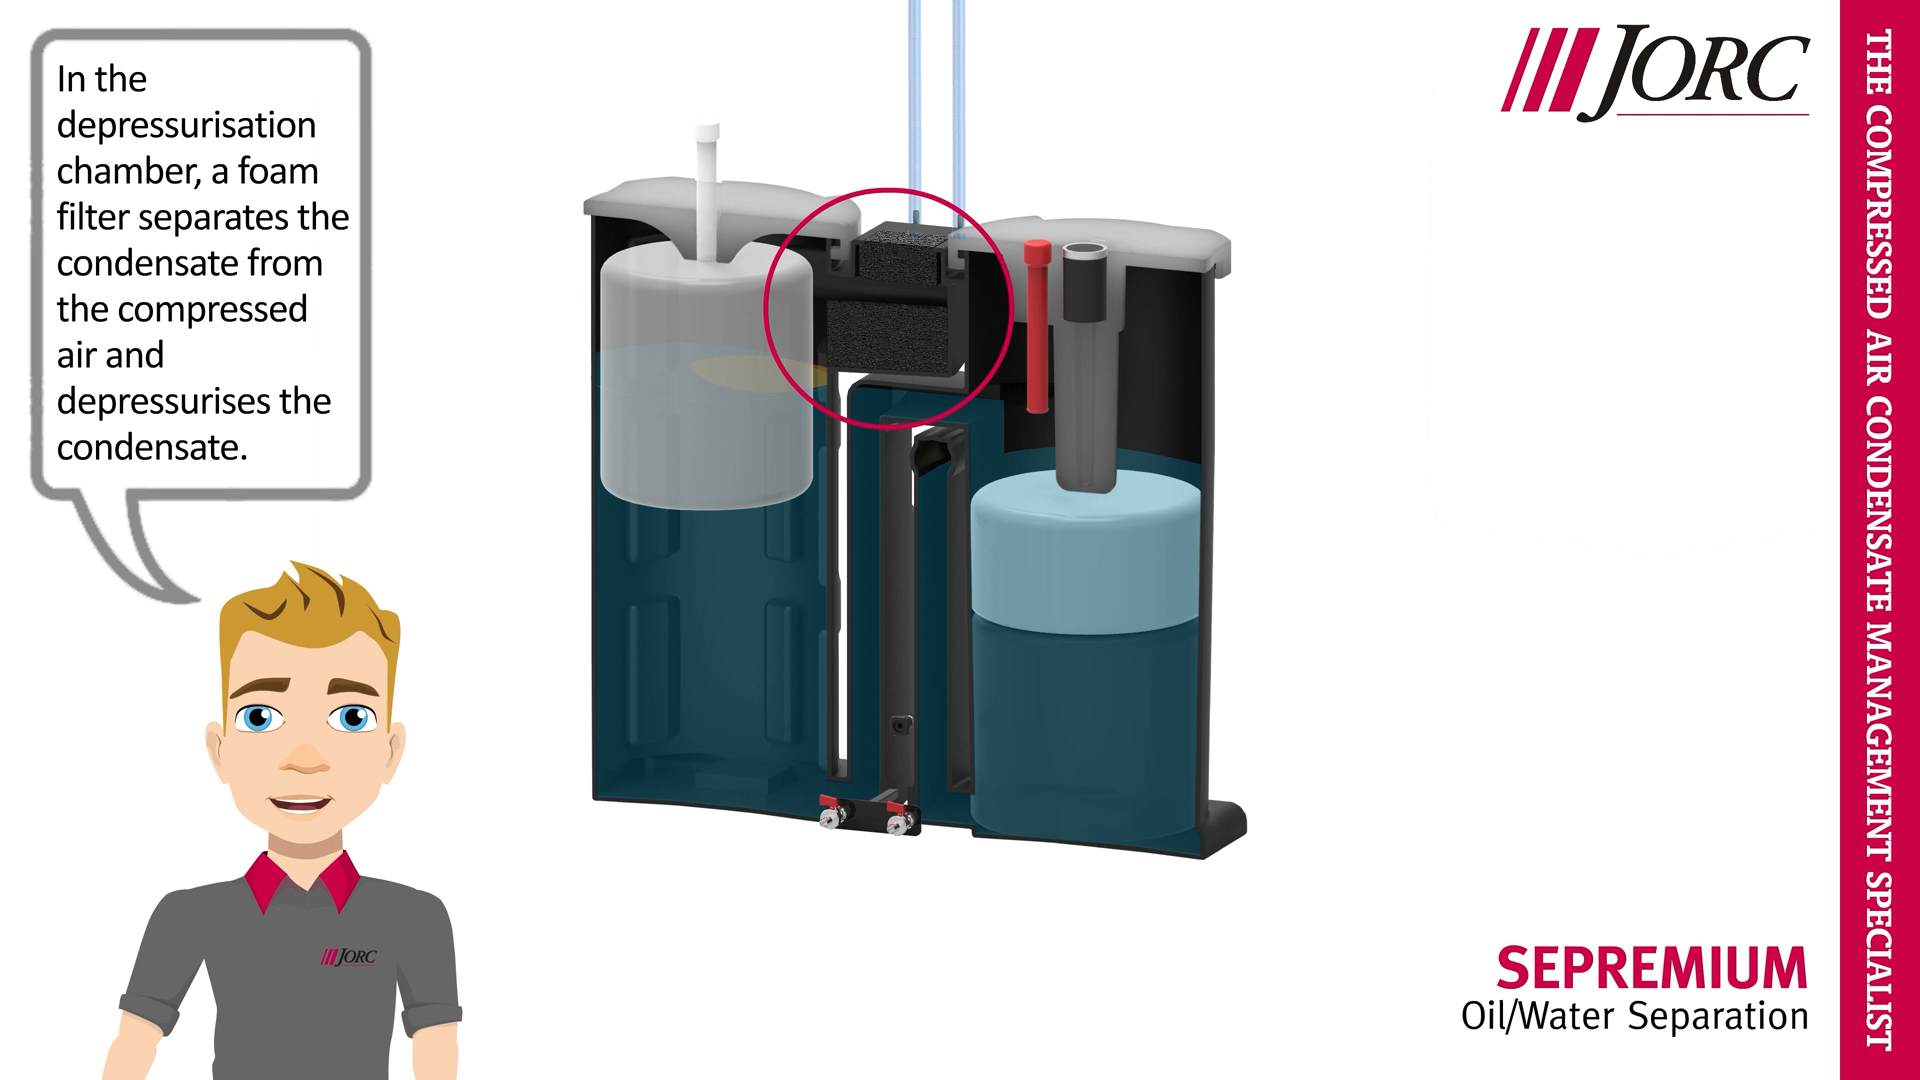 In the
depressurisation
chamber, a foam
filter separates the
condensate from
the compressed
air and
depressurises the
condensate.
JORC
THE COMPRESSED AIR CONDENSATE MANAGEMENT SPECIALIST
JORC
SEPREMIUM
Oil/Water Separation